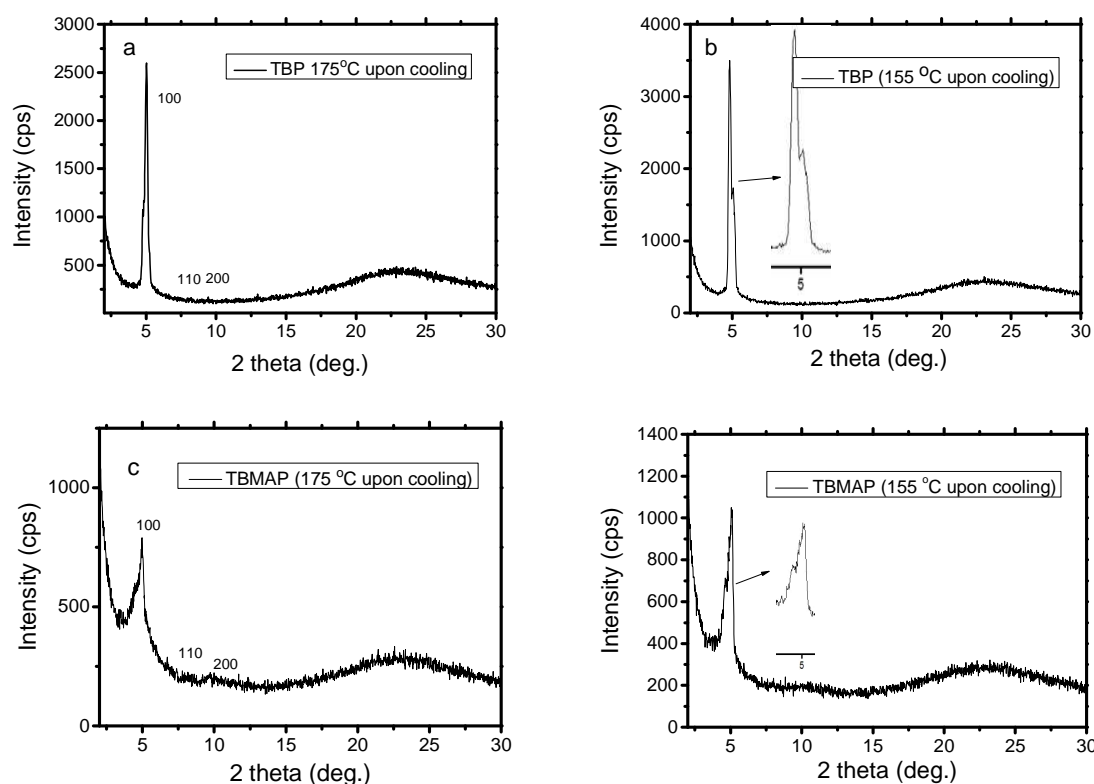 a
TBP 175°C upon cooling
3000
2500
2000
1500
1000
500
100
110 200
5 10 15 20 25 30
2 theta (deg.)
Intensity (cps)
b
TBP (155 °C upon cooling)
4000
3000
2000
1000
0
5
5 10 15 20 25 30
2 theta (deg.)
Intensity (cps)
c
TBMAP (175 °C upon cooling)
1000
500
0
100
110
200
5 10 15 20 25 30
2 theta (deg.)
Intensity (cps)
TBMAP (155 °C upon cooling)
1400
1200
1000
800
600
400
200
0
5
5 10 15 20 25 30
2 theta (deg.)
Intensity (cps)